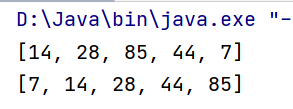 D:\Java\bin\java.exe "-
[14, 28, 85, 44, 7]
[7, 14, 28, 44, 85]